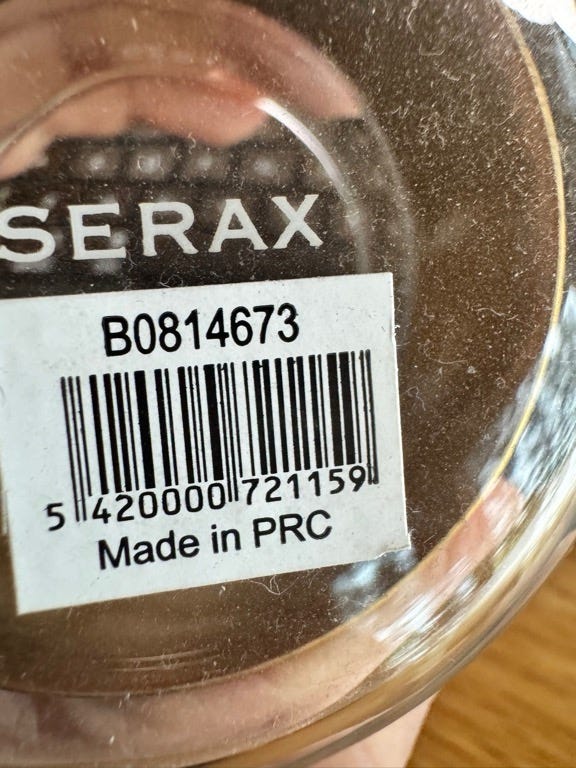 SERAX
B0814673
5 420000 721159
Made in PRC